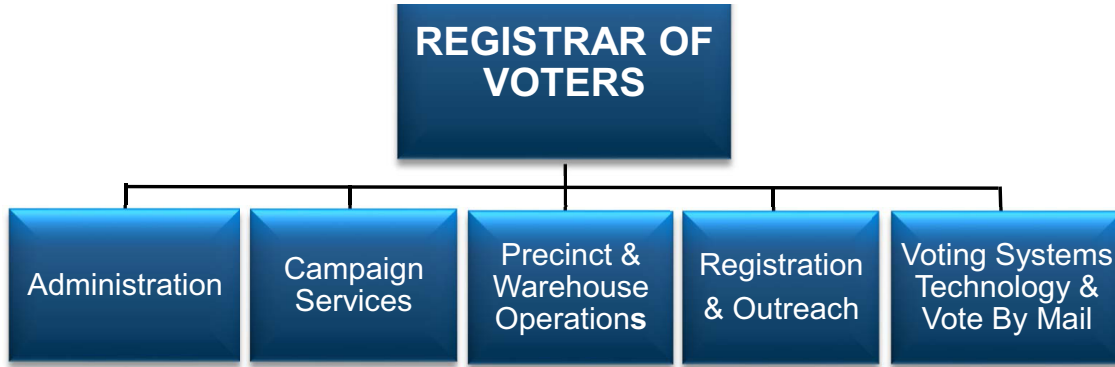 REGISTRAR OF
VOTERS
Administration
Campaign
Services
Precinct &
Warehouse
Operations
Registration
& Outreach
Voting Systems
Technology &
Vote By Mail